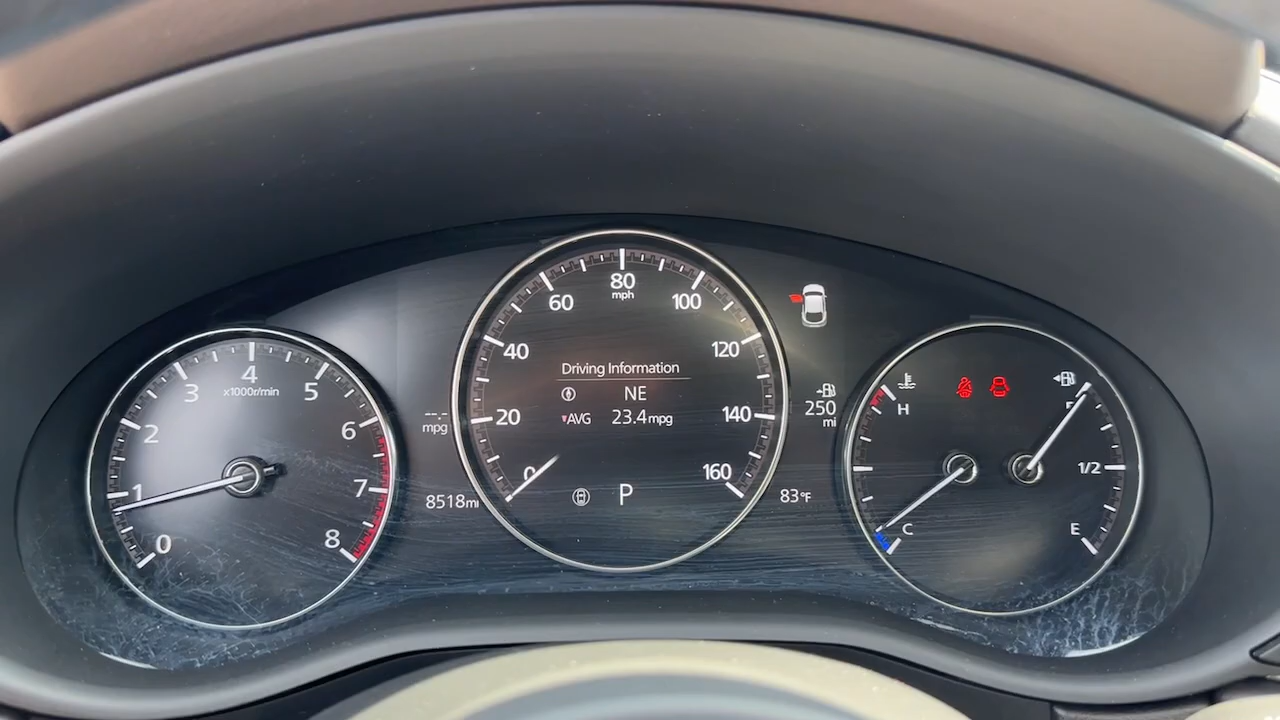 0
1
2
3
4
x1000r/min
5
6
7
8
--.-
mpg
8518mi
0
20
40
60
80
mph
100
120
140
160
Driving Information
NE
AVG 23.4mpg
P
250
mi
83°F
H
C
1/2
E